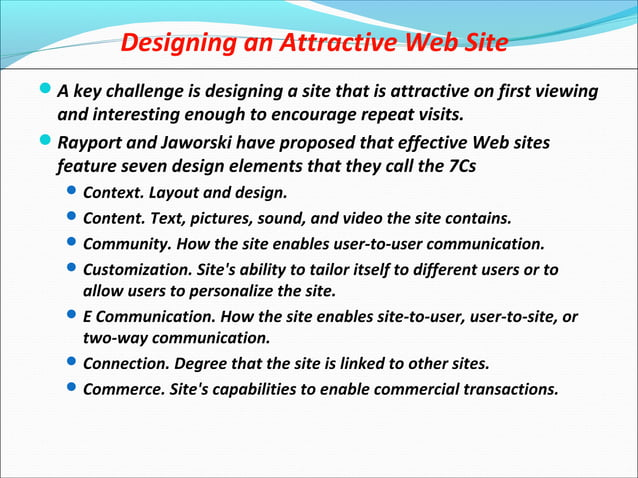 Designing an Attractive Web Site
A key challenge is designing a site that is attractive on first viewing
and interesting enough to encourage repeat visits.
Rayport and Jaworski have proposed that effective Web sites
feature seven design elements that they call the 7Cs
Context. Layout and design.
Content. Text, pictures, sound, and video the site contains.
Community. How the site enables user-to-user communication.
Customization. Site's ability to tailor itself to different users or to
allow users to personalize the site.
E Communication. How the site enables site-to-user, user-to-site, or
two-way communication.
Connection. Degree that the site is linked to other sites.
Commerce. Site's capabilities to enable commercial transactions.